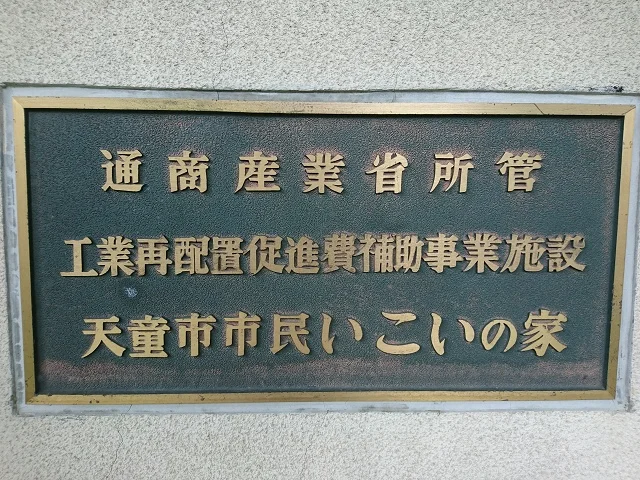 通商産業省所管
工業再配置促進費補助事業施設
天童市市民いこいの家